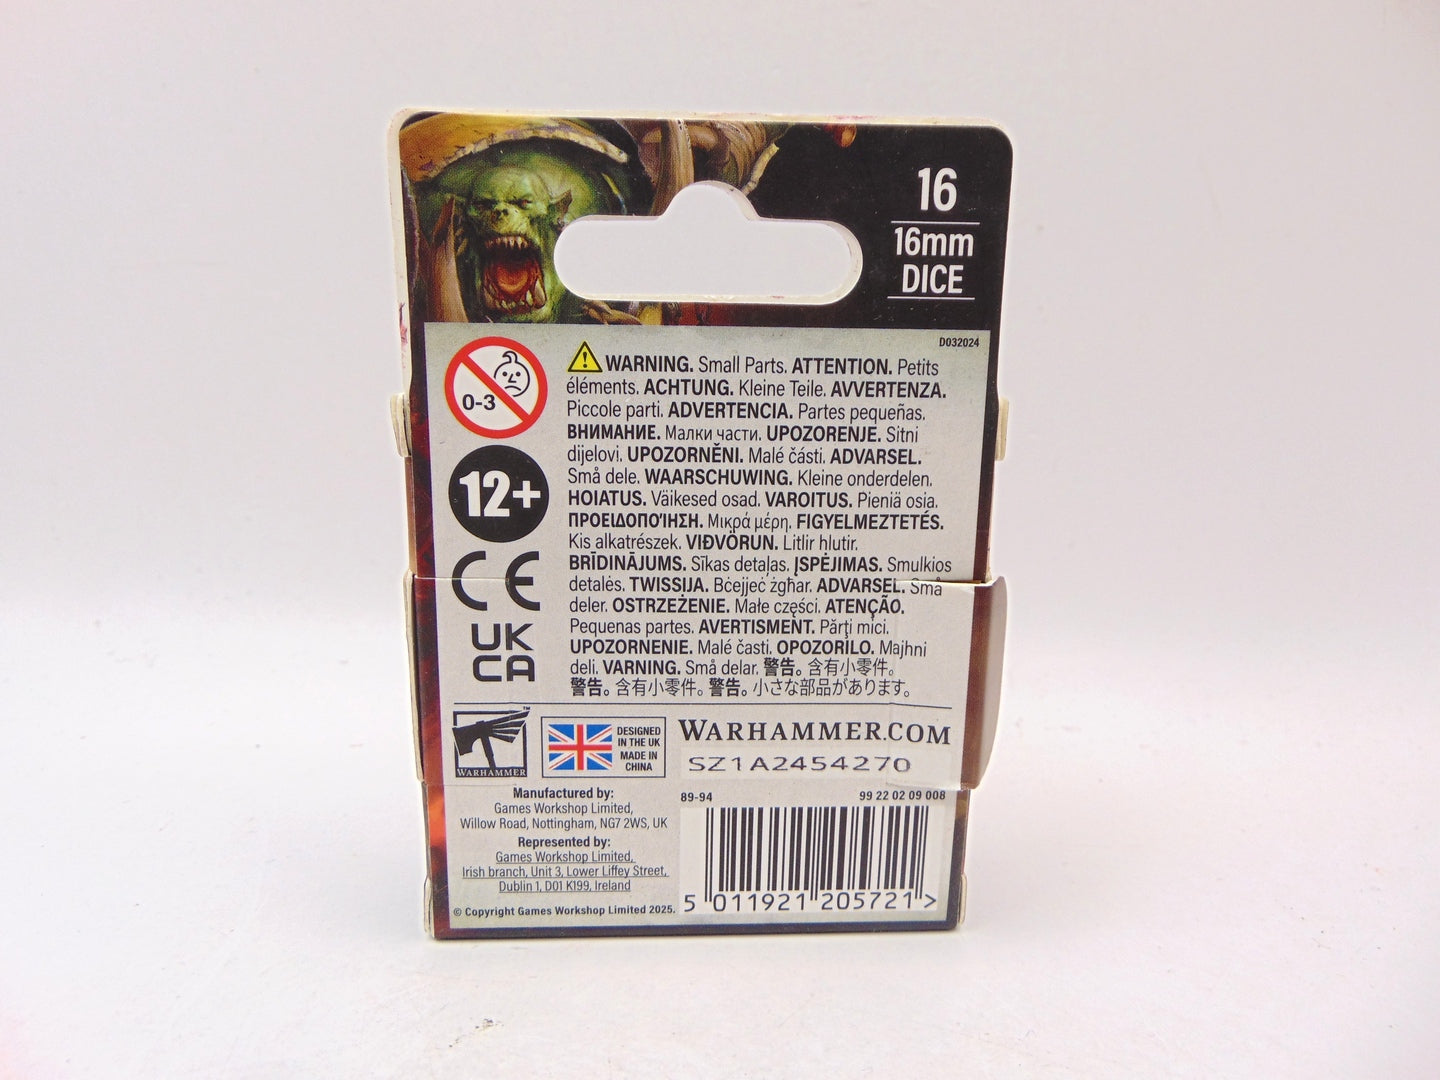 16
16mm
DICE
D032024
0-3
WARNING. Small Parts. ATTENTION. Petits
éléments. ACHTUNG. Kleine Teile. AVVERTENZA.
Piccole parti. ADVERTENCIA. Partes pequeñas.
ВНИМАНИЕ. Малки части. UPOZORENJE. Sitni
dijelovi. UPOZORNĚNI. Malé části. ADVARSEL.
Små dele. WAARSCHUWING. Kleine onderdelen.
HOIATUS. Väikesed osad. VAROITUS. Pieniä osia.
ΠΡΟΕΙΔΟΠΟΊΗΣΗ. Μικρά μέρη. FIGYELMEZTETÉS.
Kis alkatrészek. VIÐVÖRUN. Litlir hlutir.
BRĪDINĀJUMS. Sīkas detaļas. ĮSPĖJIMAS. Smulkios
detalės. TWISSIJA. Bċejjeċ żgħar. ADVARSEL. Små
deler. OSTRZEŻENIE. Małe części. ATENÇÃO.
Pequenas partes. AVERTISMENT. Părţi mici.
UPOZORNENIE. Malé časti. OPOZORILO. Majhni
deli. VARNING. Små delar. 警告。含有小零件。
警告。含有小零件。警告。小さな部品があります。
12+
CE
UK
CA
WARHAMMER
™
DESIGNED
IN THE UK
MADE IN
CHINA
WARHAMMER.COM
SZ1A2454270
Manufactured by:
Games Workshop Limited,
Willow Road, Nottingham, NG7 2WS, UK
Represented by:
Games Workshop Limited,
Irish branch, Unit 3, Lower Liffey Street,
Dublin 1, D01 K199, Ireland
© Copyright Games Workshop Limited 2025.
89-94
99 22 02 09 008
5 011921 205721 >